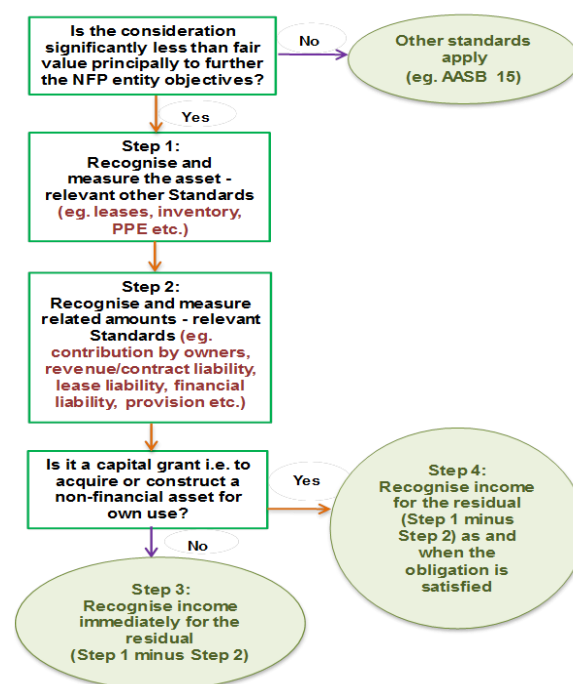 Is the consideration
significantly less than fair
value principally to further
the NFP entity objectives?
No
Other standards
apply
(eg. AASB 15)
Yes
Step 1:
Recognise and
measure the asset -
relevant other Standards
(eg. leases, inventory,
PPE etc.)
Step 2:
Recognise and measure
related amounts - relevant
Standards (eg.
contribution by owners,
revenue/contract liability,
lease liability, financial
liability, provision etc.)
Is it a capital grant i.e. to
acquire or construct a
non-financial asset for
own use?
Yes
Step 4:
Recognise income
for the residual
(Step 1 minus
Step 2) as and
when the
obligation is
satisfied
No
Step 3:
Recognise income
immediately for the
residual
(Step 1 minus Step 2)